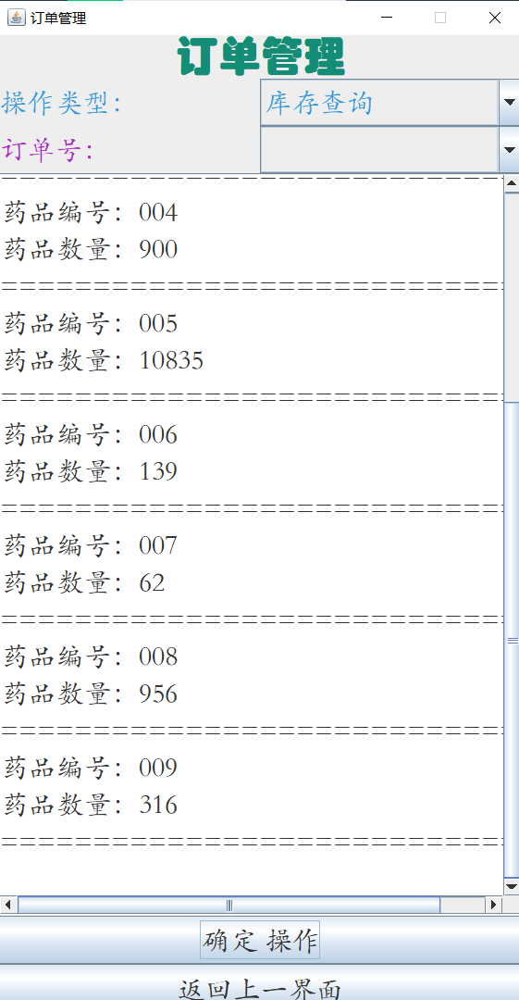 订单管理
订单管理
操作类型： 库存查询
订单号：
==============================
药品编号：004
药品数量：900
==============================
药品编号：005
药品数量：10835
==============================
药品编号：006
药品数量：139
==============================
药品编号：007
药品数量：62
==============================
药品编号：008
药品数量：956
==============================
药品编号：009
药品数量：316
==============================
确定 操作
返回上一界面